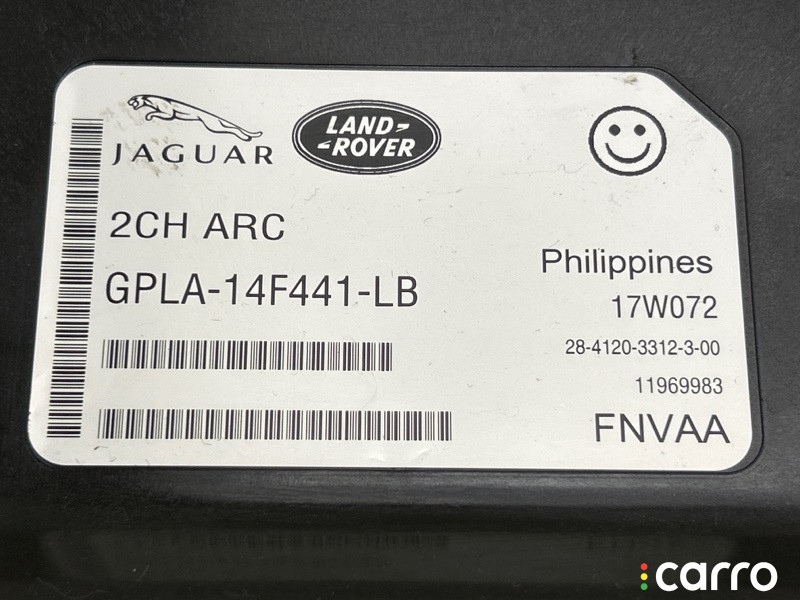 JAGUAR
LAND-
-ROVER
2CH ARC
GPLA-14F441-LB
Philippines
17W072
28-4120-3312-3-00
11969983
FNVAA
carro